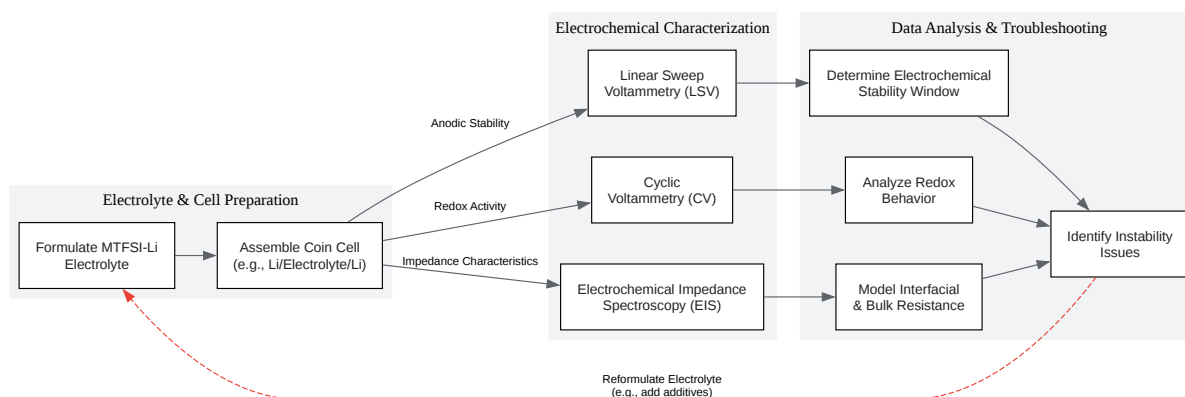 Electrochemical Characterization
Data Analysis & Troubleshooting
Linear Sweep
Voltammetry (LSV)
Determine Electrochemical
Stability Window
Anodic Stability
Electrolyte & Cell Preparation
Cyclic
Voltammetry (CV)
Analyze Redox
Behavior
Redox Activity
Formulate MTFSI-Li
Electrolyte
Assemble Coin Cell
(e.g., Li/Electrolyte/Li)
Identify Instability
Issues
Impedance Characteristics
Electrochemical Impedance
Spectroscopy (EIS)
Model Interfacial
& Bulk Resistance
Reformulate Electrolyte
(e.g., add additives)